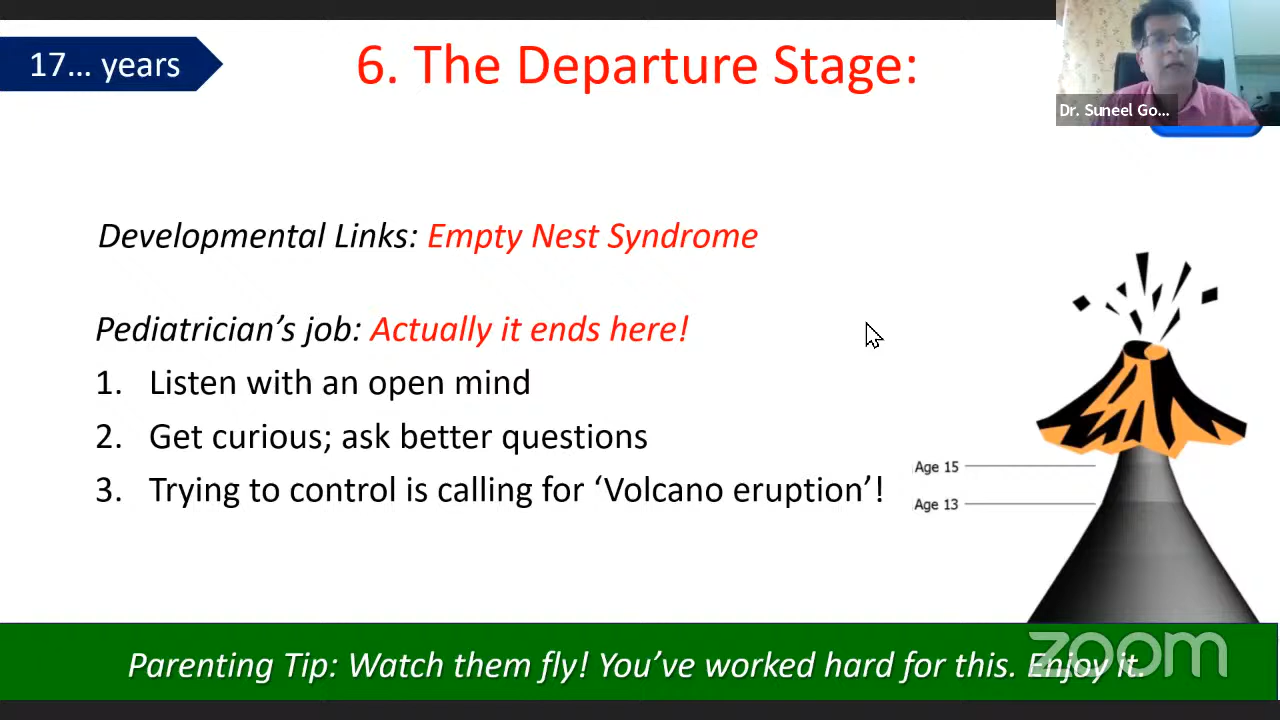 17... years
6. The Departure Stage:
Dr. Suneel Go...
Developmental Links: Empty Nest Syndrome
Pediatrician's job: Actually it ends here!
1. Listen with an open mind
2. Get curious; ask better questions
3. Trying to control is calling for ‘Volcano eruption’!
Age 15
Age 13
Parenting Tip: Watch them fly! You've worked hard for this. Enjoy it.
zoom